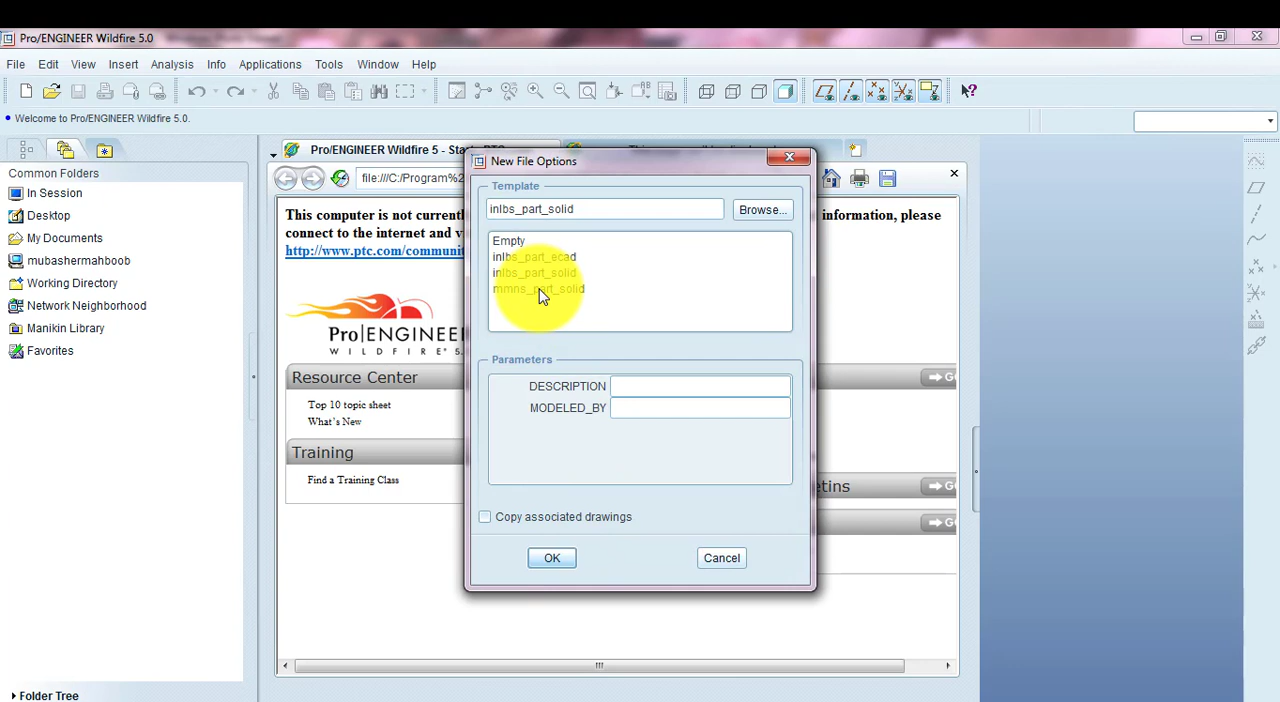 Pro/ENGINEER Wildfire 5.0
File Edit View Insert Analysis Info Applications Tools Window Help
Welcome to Pro/ENGINEER Wildfire 5.0.
Common Folders
In Session
Desktop
My Documents
mubashermahboob
Working Directory
Network Neighborhood
Manikin Library
Favorites
Folder Tree
Pro/ENGINEER Wildfire 5 - Start
file:///C:/Program%2
This computer is not current
information, please
connect to the internet and v
http://www.ptc.com/communit
Pro|ENGINEER
WILDFIRE 5.
Resource Center
Top 10 topic sheet
What's New
Training
Find a Training Class
New File Options
Template
inlbs_part_solid
Browse...
Empty
inlbs_part_ecad
inlbs_part_solid
mmns_part_solid
Parameters
DESCRIPTION
MODELED_BY
Copy associated drawings
OK
Cancel